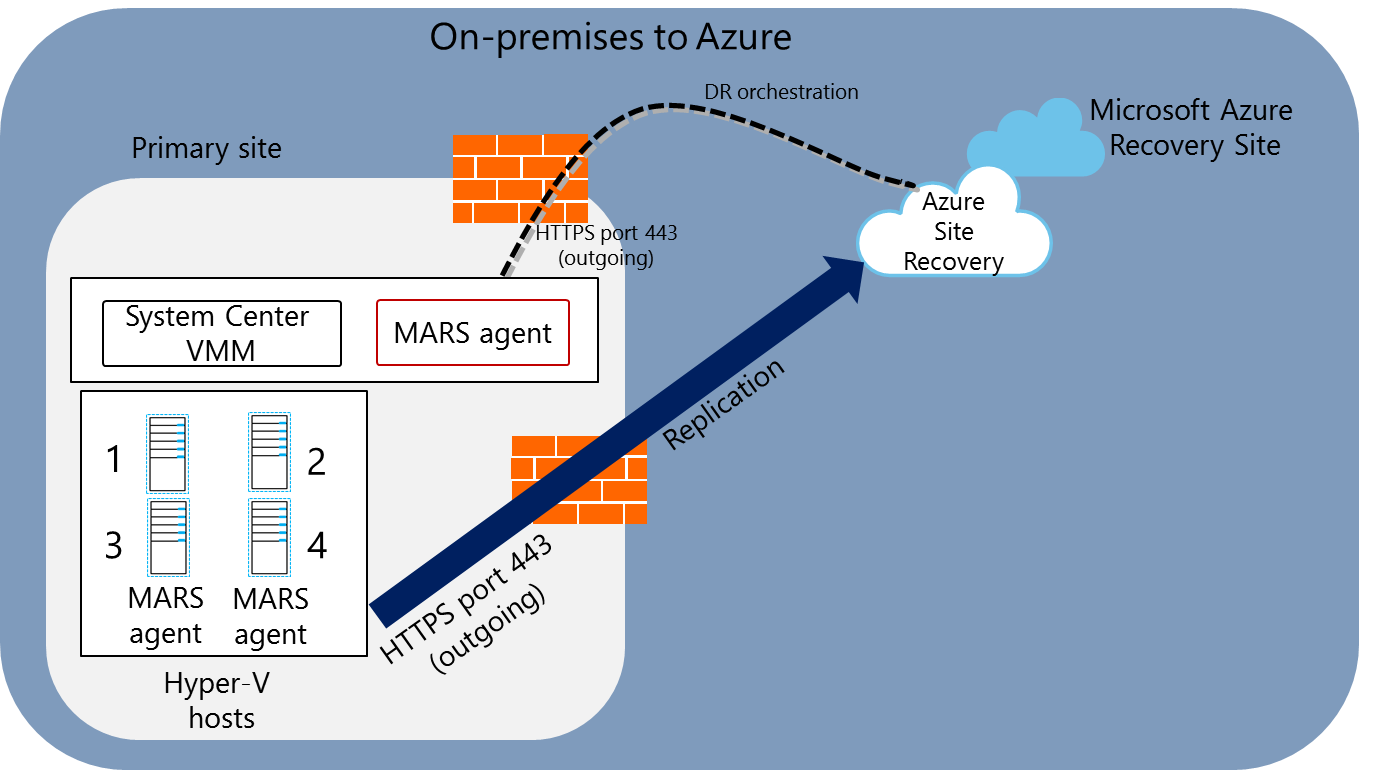 On-premises to Azure
DR orchestration
Microsoft Azure
Recovery Site
Primary site
Azure
Site
Recovery
HTTPS port 443
(outgoing)
System Center
VMM
MARS agent
Replication
1
2
3
4
MARS
agent
MARS
agent
HTTPS port 443
(outgoing)
Hyper-V
hosts